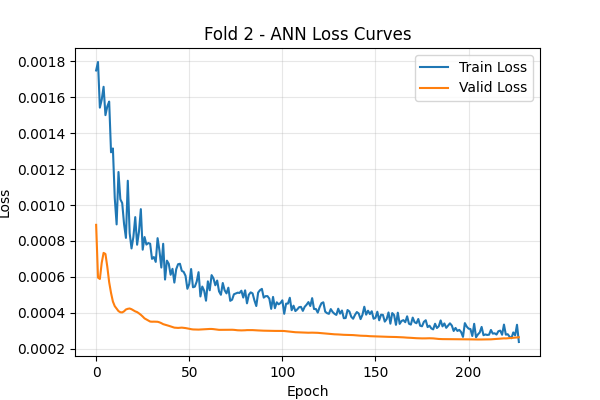 Fold 2 - ANN Loss Curves
Train Loss
Valid Loss
Loss
0.0018
0.0016
0.0014
0.0012
0.0010
0.0008
0.0006
0.0004
0.0002
0 50 100 150 200
Epoch